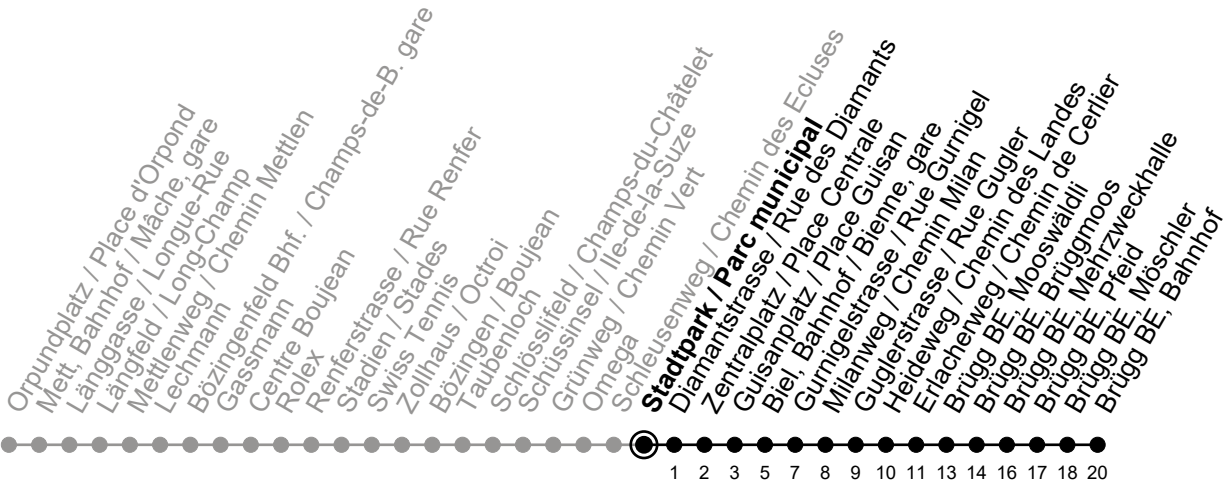 Orpundplatz / Place d'Orpond
Mett, Bahnhof / Mâche, gare
Länggasse / Longue-Rue
Längfeld / Long-Champ
Mettlenweg / Chemin Mettlen
Lechmann
Bözingenfeld Bhf. / Champs-de-B. gare
Gassmann
Centre Boujean
Rolex
Renferstrasse / Rue Renfer
Stadien / Stades
Swiss Tennis
Zollhaus / Octroi
Bözingen / Boujean
Taubenloch
Schlösslifeld / Champs-du-Châtelet
Schüssinsel / Ile-de-la-Suze
Grünweg / Chemin Vert
Omega
Schleusenweg / Chemin des Ecluses
Stadtpark / Parc municipal
Diamantstrasse / Rue des Diamants
Zentralplatz / Place Centrale
Guisanplatz / Place Guisan
Biel, Bahnhof / Bienne, gare
Gurnigelstrasse / Rue Gurnigel
Milanweg / Chemin Milan
Guglerstrasse / Rue Gugler
Heideweg / Chemin des Landes
Erlacherweg / Chemin de Cerlier
Brügg BE, Mooswäldli
Brügg BE, Brüggmoos
Brügg BE, Mehrzweckhalle
Brügg BE, Pfeid
Brügg BE, Möschler
Brügg BE, Bahnhof
1 2 3 5 7 8 9 10 11 13 14 16 17 18 20